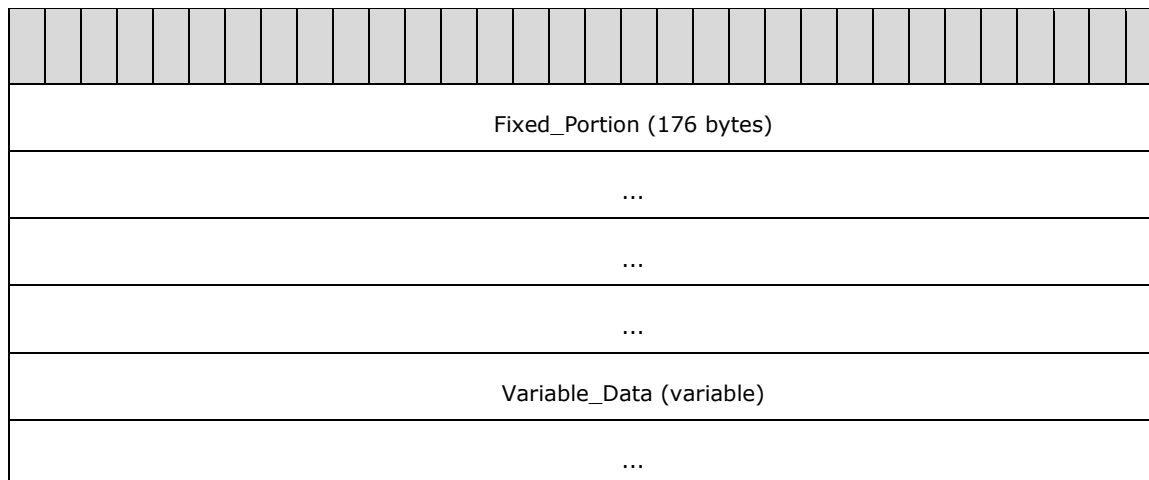 Fixed_Portion (176 bytes)
...
...
...
Variable_Data (variable)
...